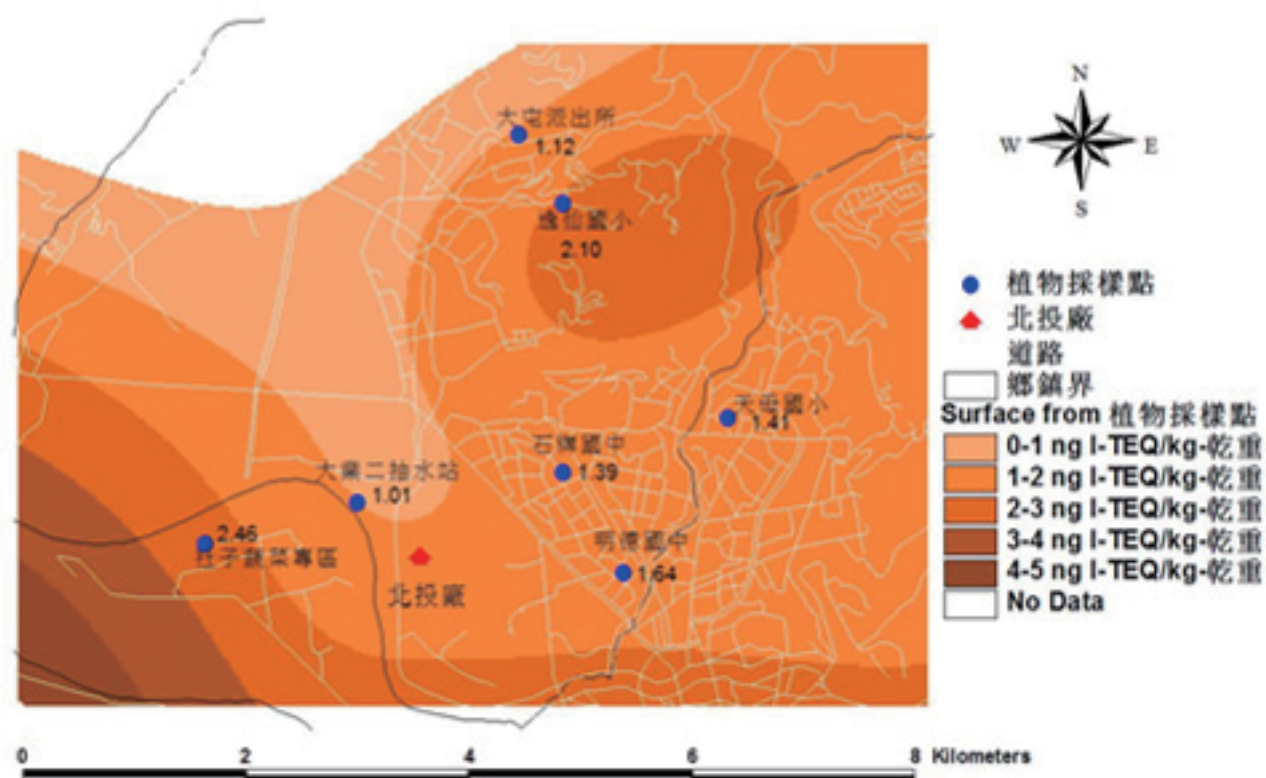 大屯派出所
1.12
逸仙國小
2.10
天母國小
1.41
石牌國中
1.39
大業二抽水站
1.01
2.46
社子蔬菜專區
明德國中
1.64
北投廠
N
W
E
S
植物採樣點
北投廠
道路
鄉鎮界
Surface from 植物採樣點
0-1 ng I-TEQ/kg-乾重
1-2 ng I-TEQ/kg-乾重
2-3 ng I-TEQ/kg-乾重
3-4 ng I-TEQ/kg-乾重
4-5 ng I-TEQ/kg-乾重
No Data
0 2 4 6 8 Kilometers